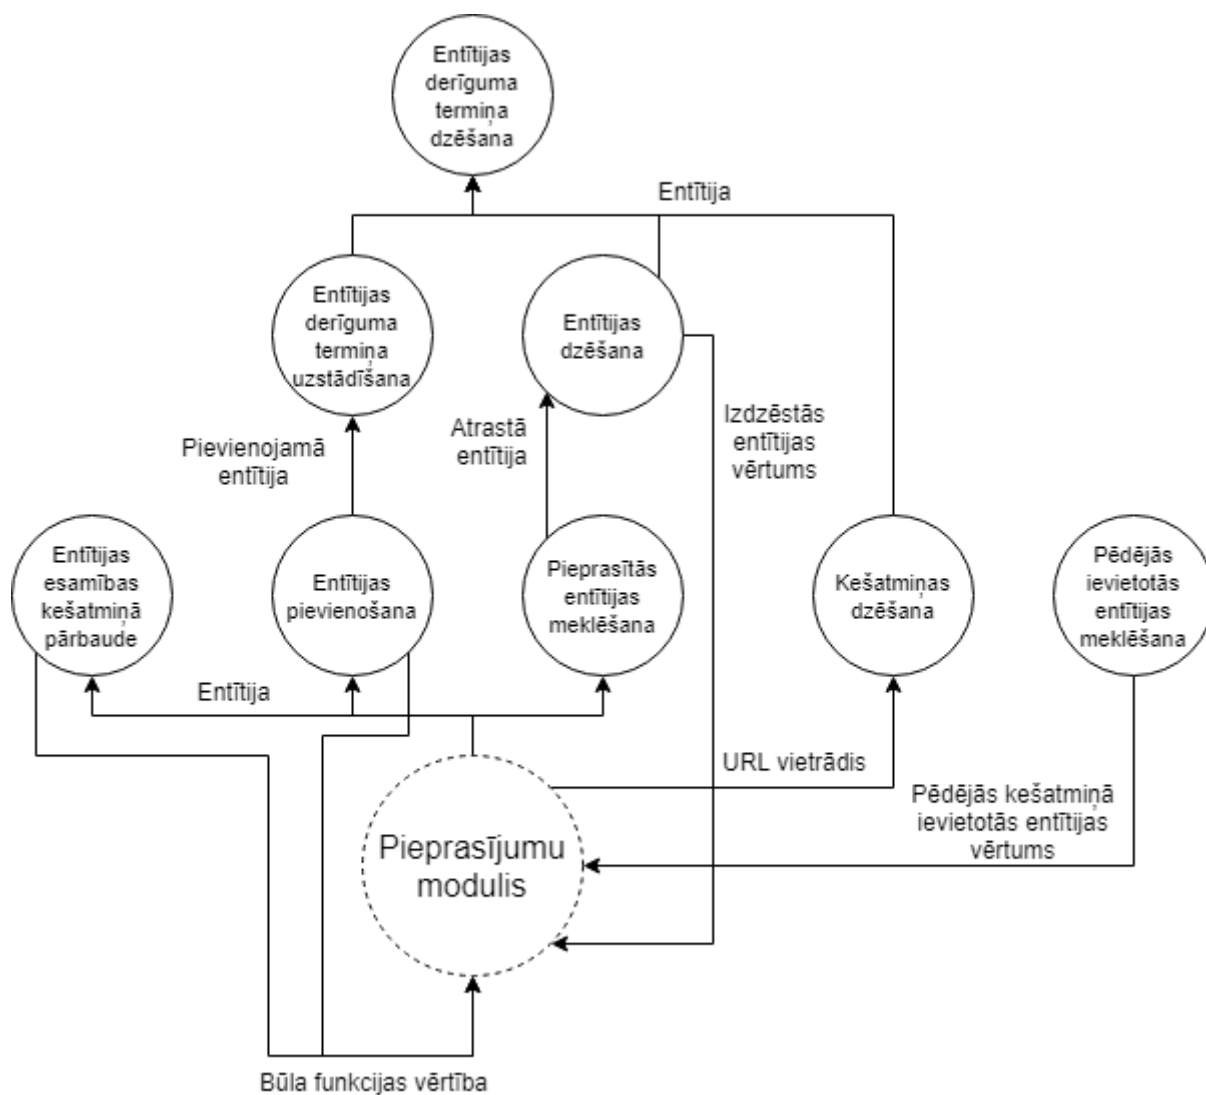 Entītijas
derīguma
termiņa
dzēšana
Entītija
Entītijas
derīguma
termiņa
uzstādīšana
Entītijas
dzēšana
Pievienojamā
entītija
Atrastā
entītija
Izdzēstās
entītijas
vērtums
Entītijas
esamības
kešatmiņā
pārbaude
Entītijas
pievienošana
Pieprasītās
entītijas
meklēšana
Kešatmiņas
dzēšana
Pēdējās
ievietotās
entītijas
meklēšana
Entītija
URL vietrādis
Pēdējās kešatmiņā
ievietotās entītijas
vērtums
Pieprasījumu
modulis
Būla funkcijas vērtība